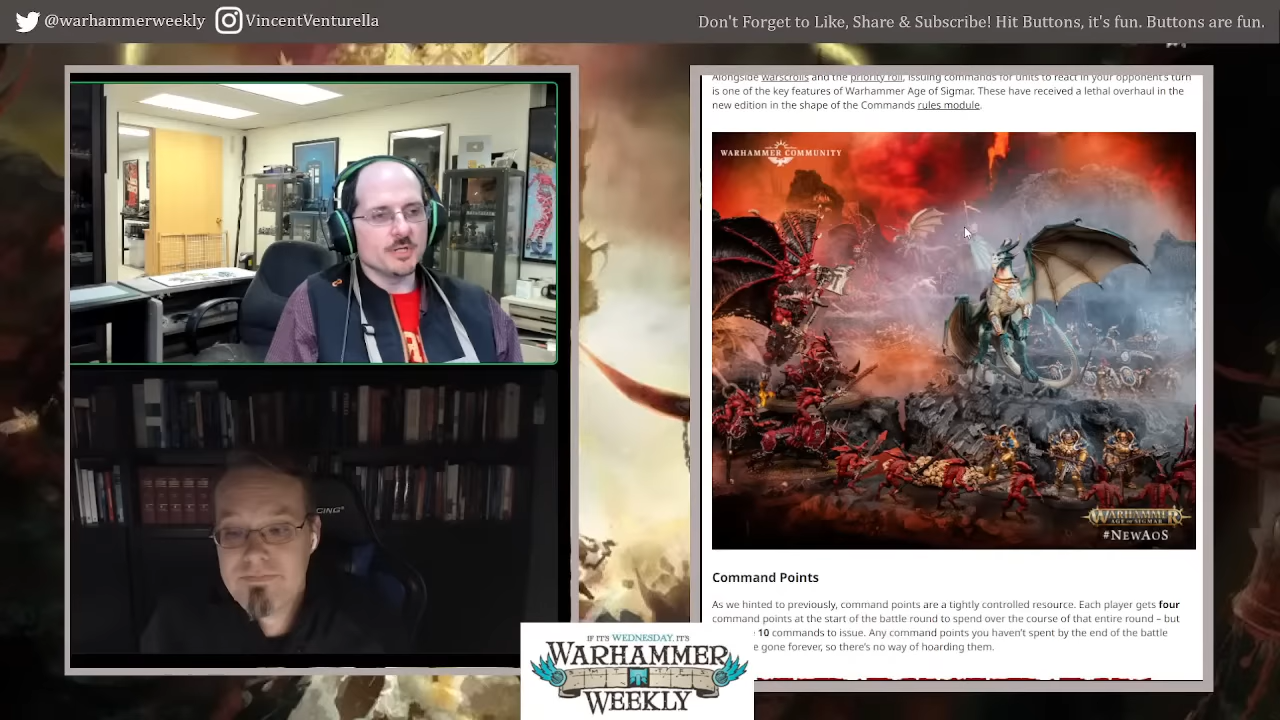 @warhammerweekly VincentVenturella
Don't Forget to Like, Share & Subscribe! Hit Buttons, it's fun. Buttons are fun.
Alongside warscrolls and the priority roll, issuing commands for units to react in your opponent's turn
is one of the key features of Warhammer Age of Sigmar. These have received a lethal overhaul in the
new edition in the shape of the Commands rules module.
WARHAMMER COMMUNITY
WARHAMMER
AGE OF SIGMAR
#NEWAOS
Command Points
As we hinted to previously, command points are a tightly controlled resource. Each player gets four
command points at the start of the battle round to spend over the course of that entire round – but
10 commands to issue. Any command points you haven't spent by the end of the battle
gone forever, so there's no way of hoarding them.
CING
IF IT'S WEDNESDAY, IT'S
WARHAMMER
WEEKLY